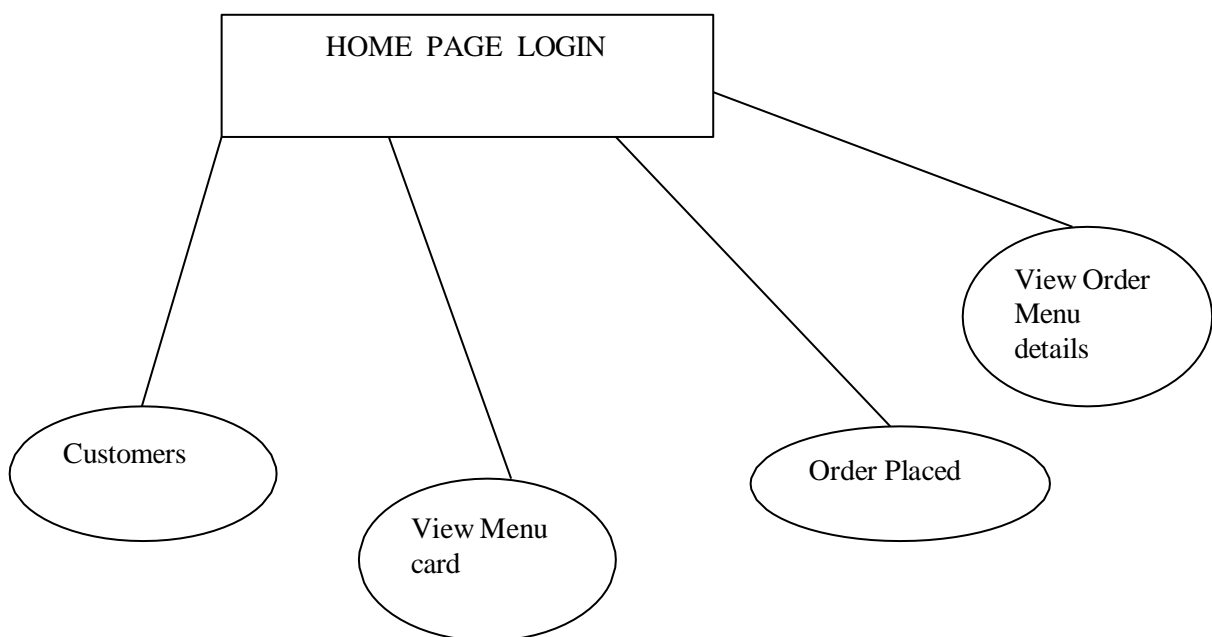 HOME PAGE LOGIN
View Order
Menu
details
Customers
Order Placed
View Menu
card